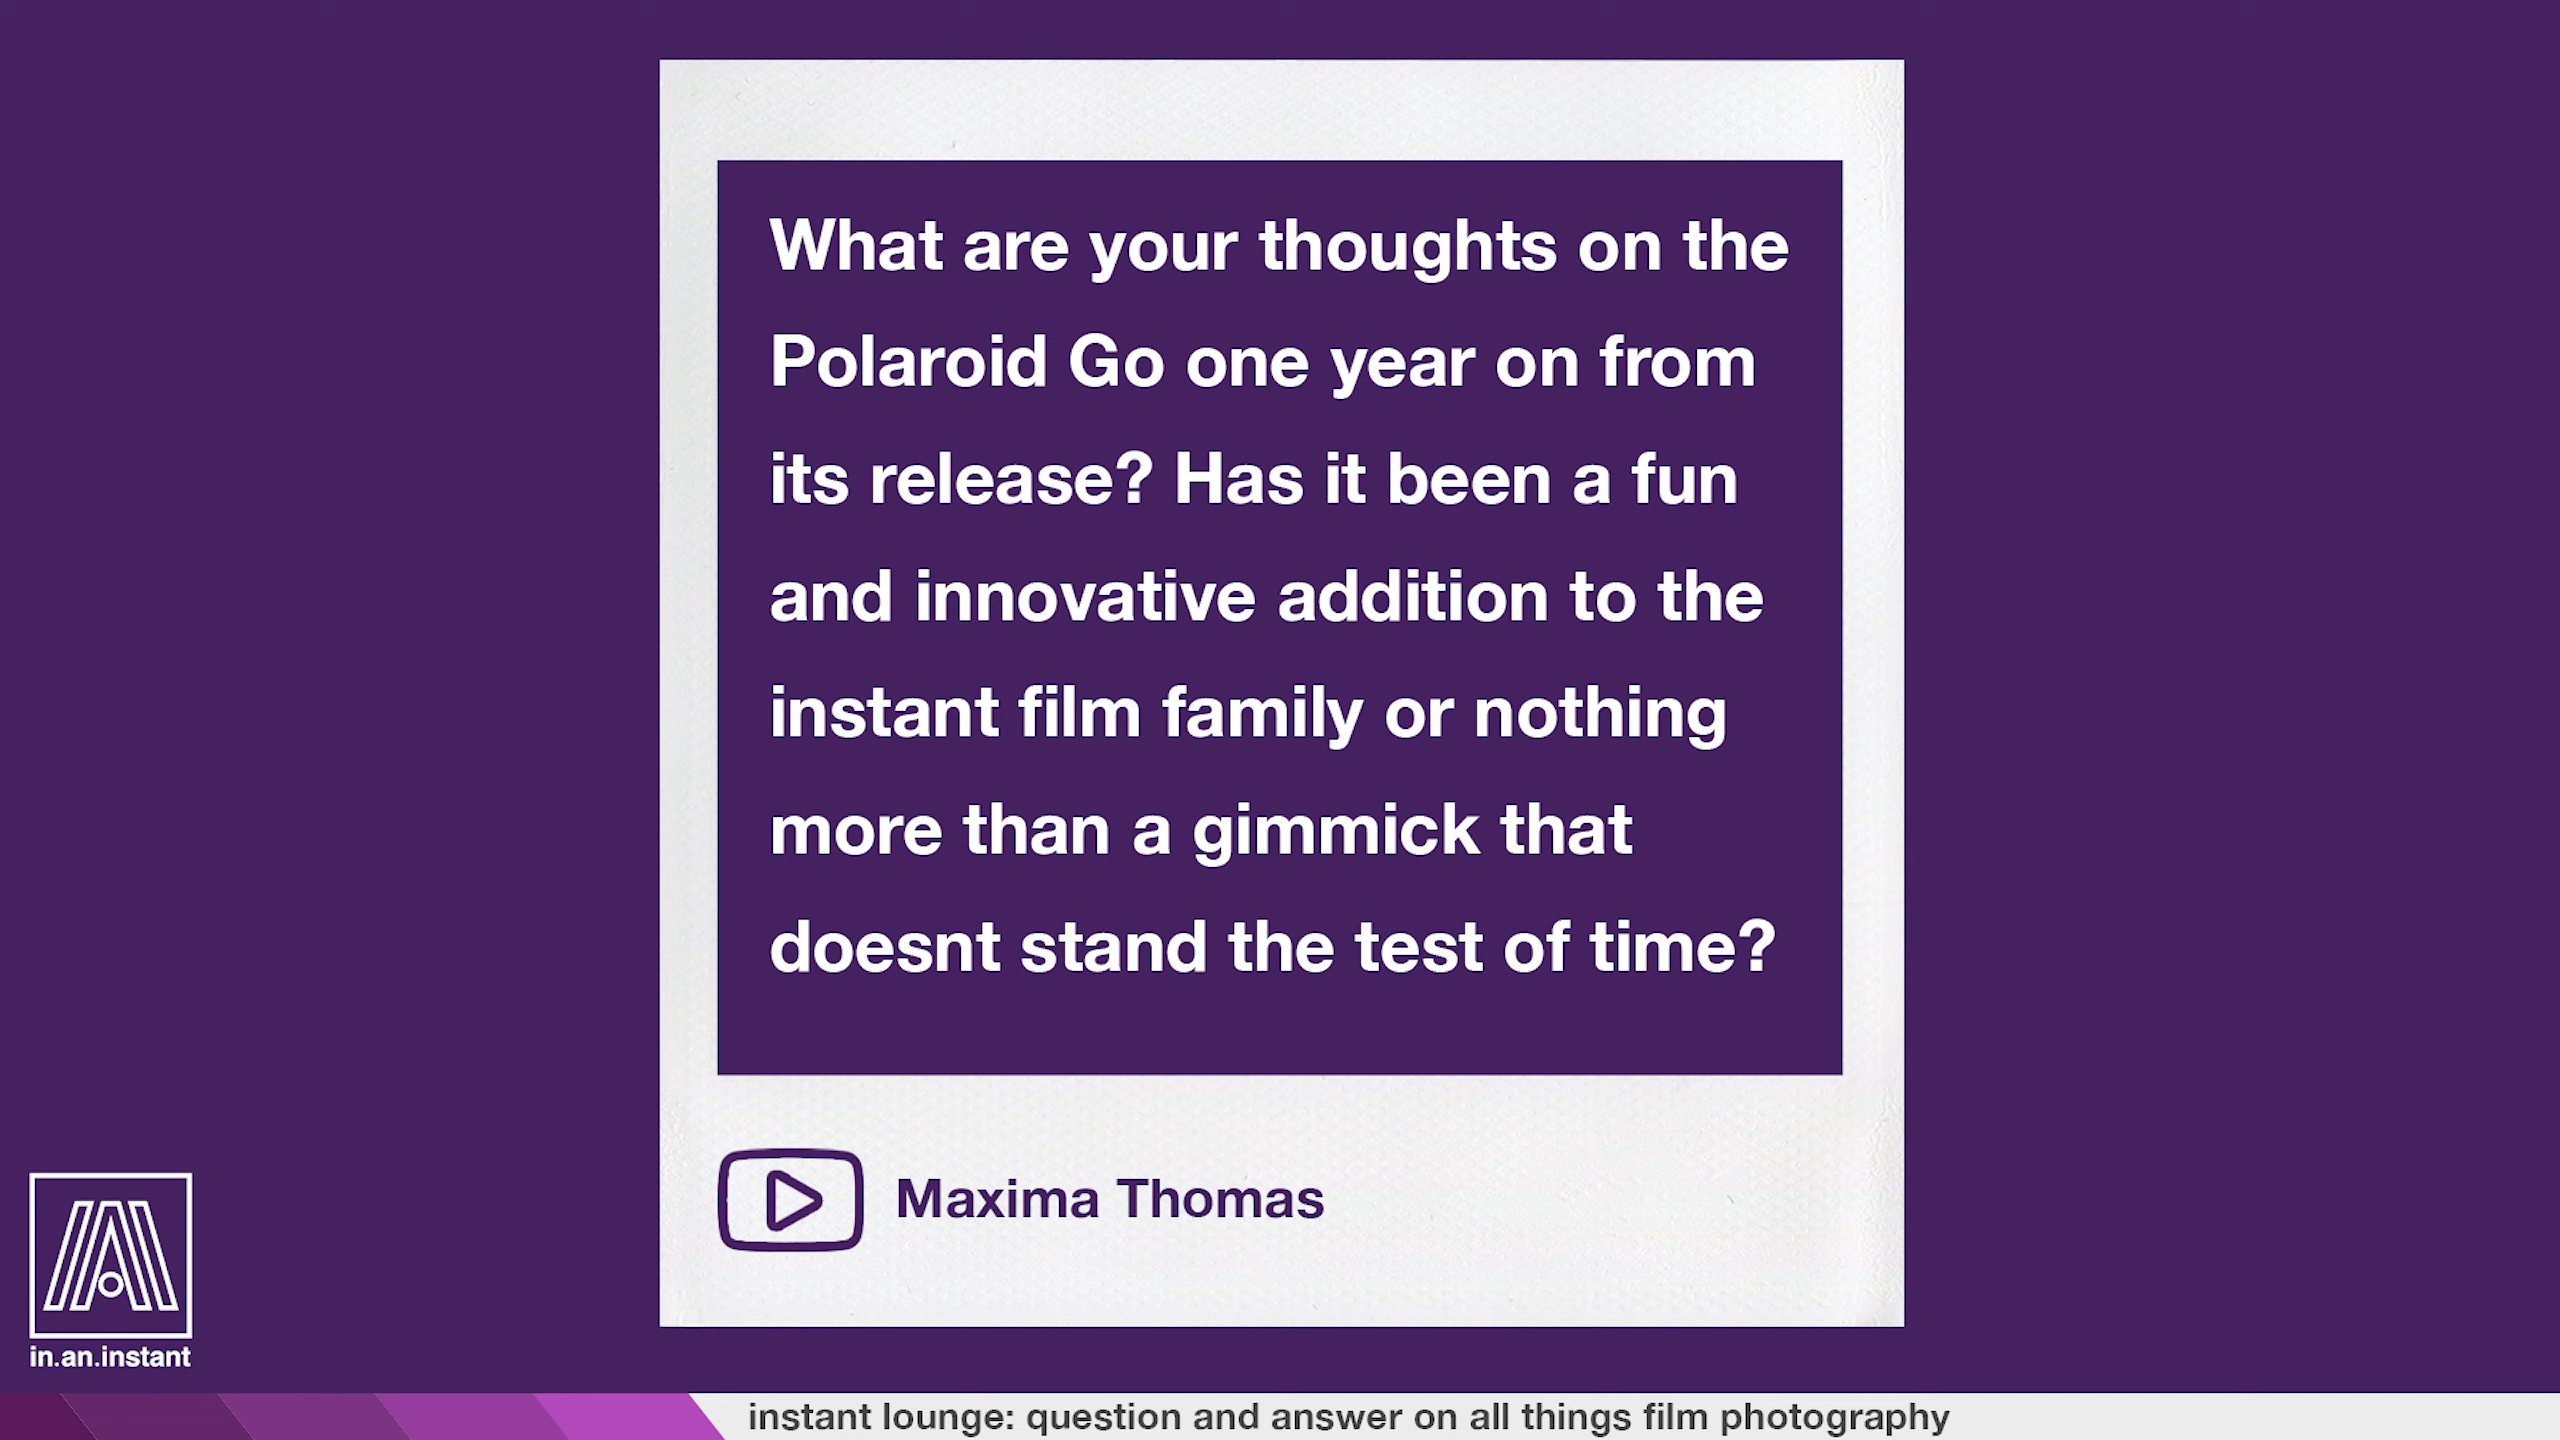 What are your thoughts on the
Polaroid Go one year on from
its release? Has it been a fun
and innovative addition to the
instant film family or nothing
more than a gimmick that
doesnt stand the test of time?
Maxima Thomas
in.an.instant
instant lounge: question and answer on all things film photography